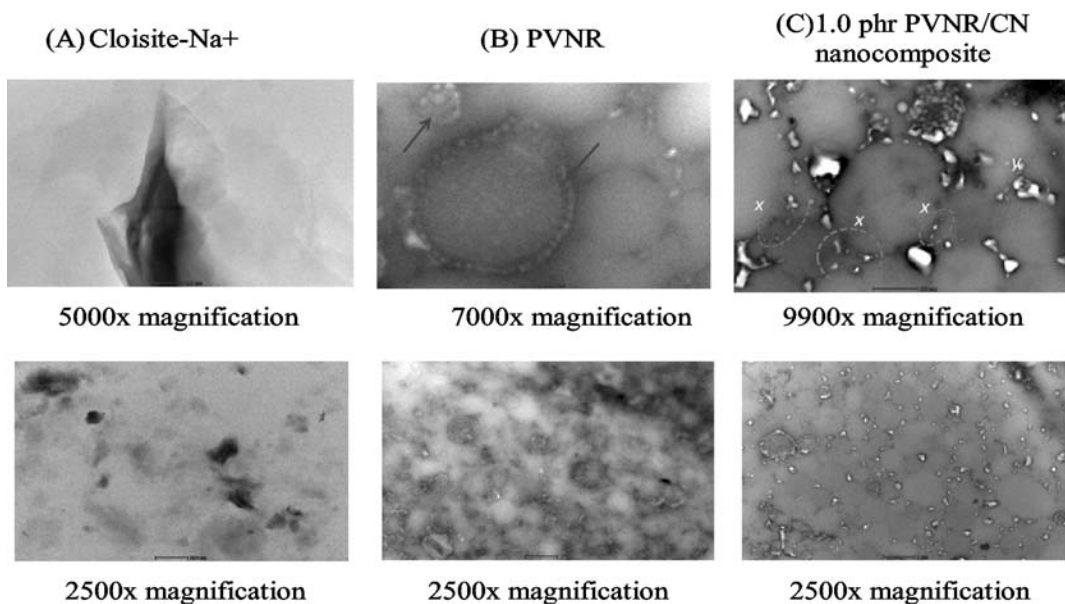 (A) Cloisite-Na+
(B) PVNR
(C)1.0 phr PVNR/CN
nanocomposite
x
x
x
y
5000x magnification
7000x magnification
9900x magnification
2500x magnification
2500x magnification
2500x magnification